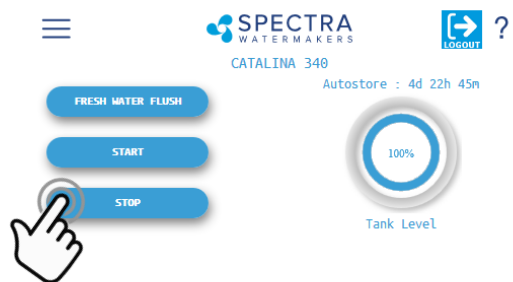 SPECTRA
WATERMAKERS
LOGOUT
?
CATALINA 340
Autostore : 4d 22h 45m
FRESH WATER FLUSH
START
100%
STOP
Tank Level